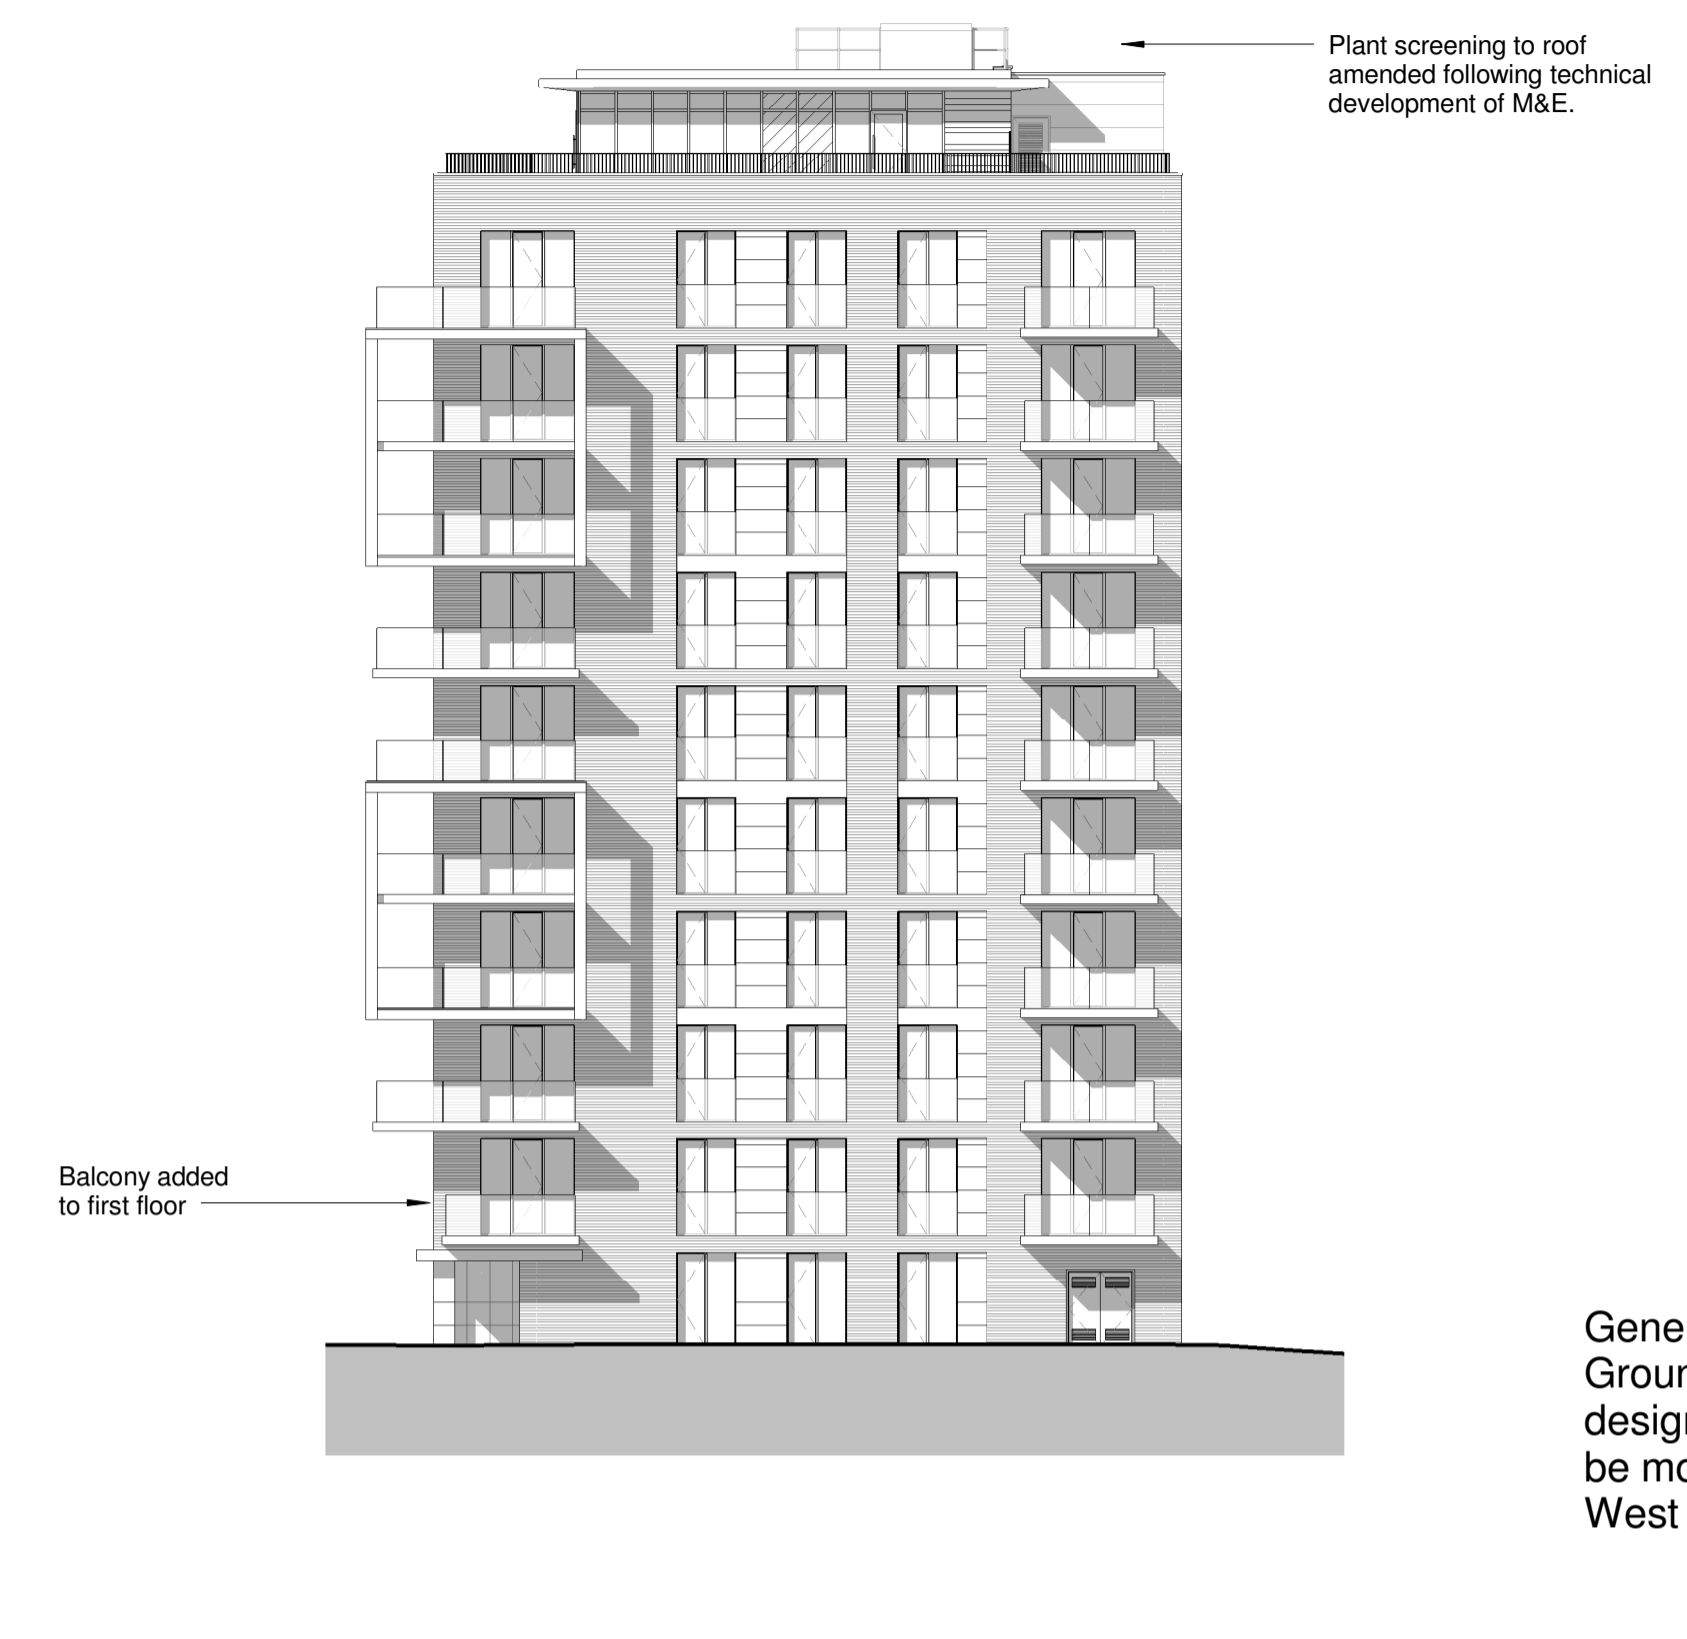 Plant screening to roof
amended following technical
development of M&E.
Balcony added
to first floor
Gene
Groun
design
be mo
West